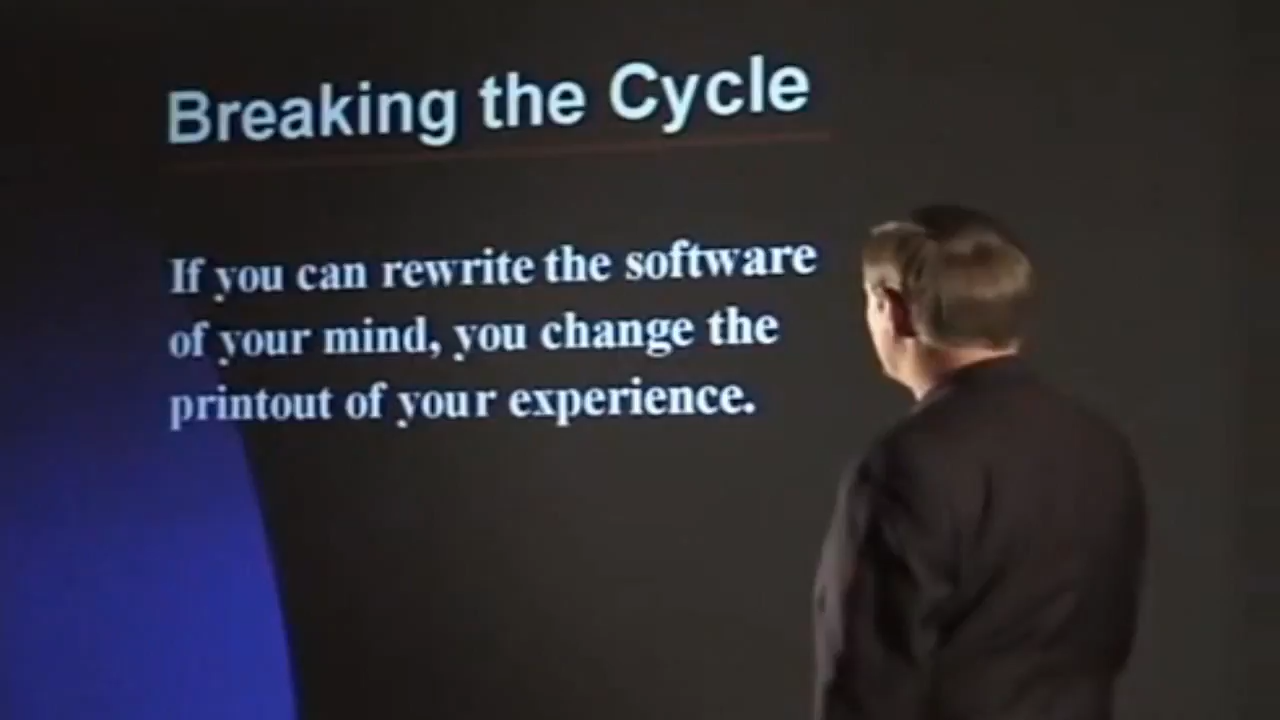 Breaking the Cycle
If you can rewrite the software
of your mind, you change the
printout of your experience.